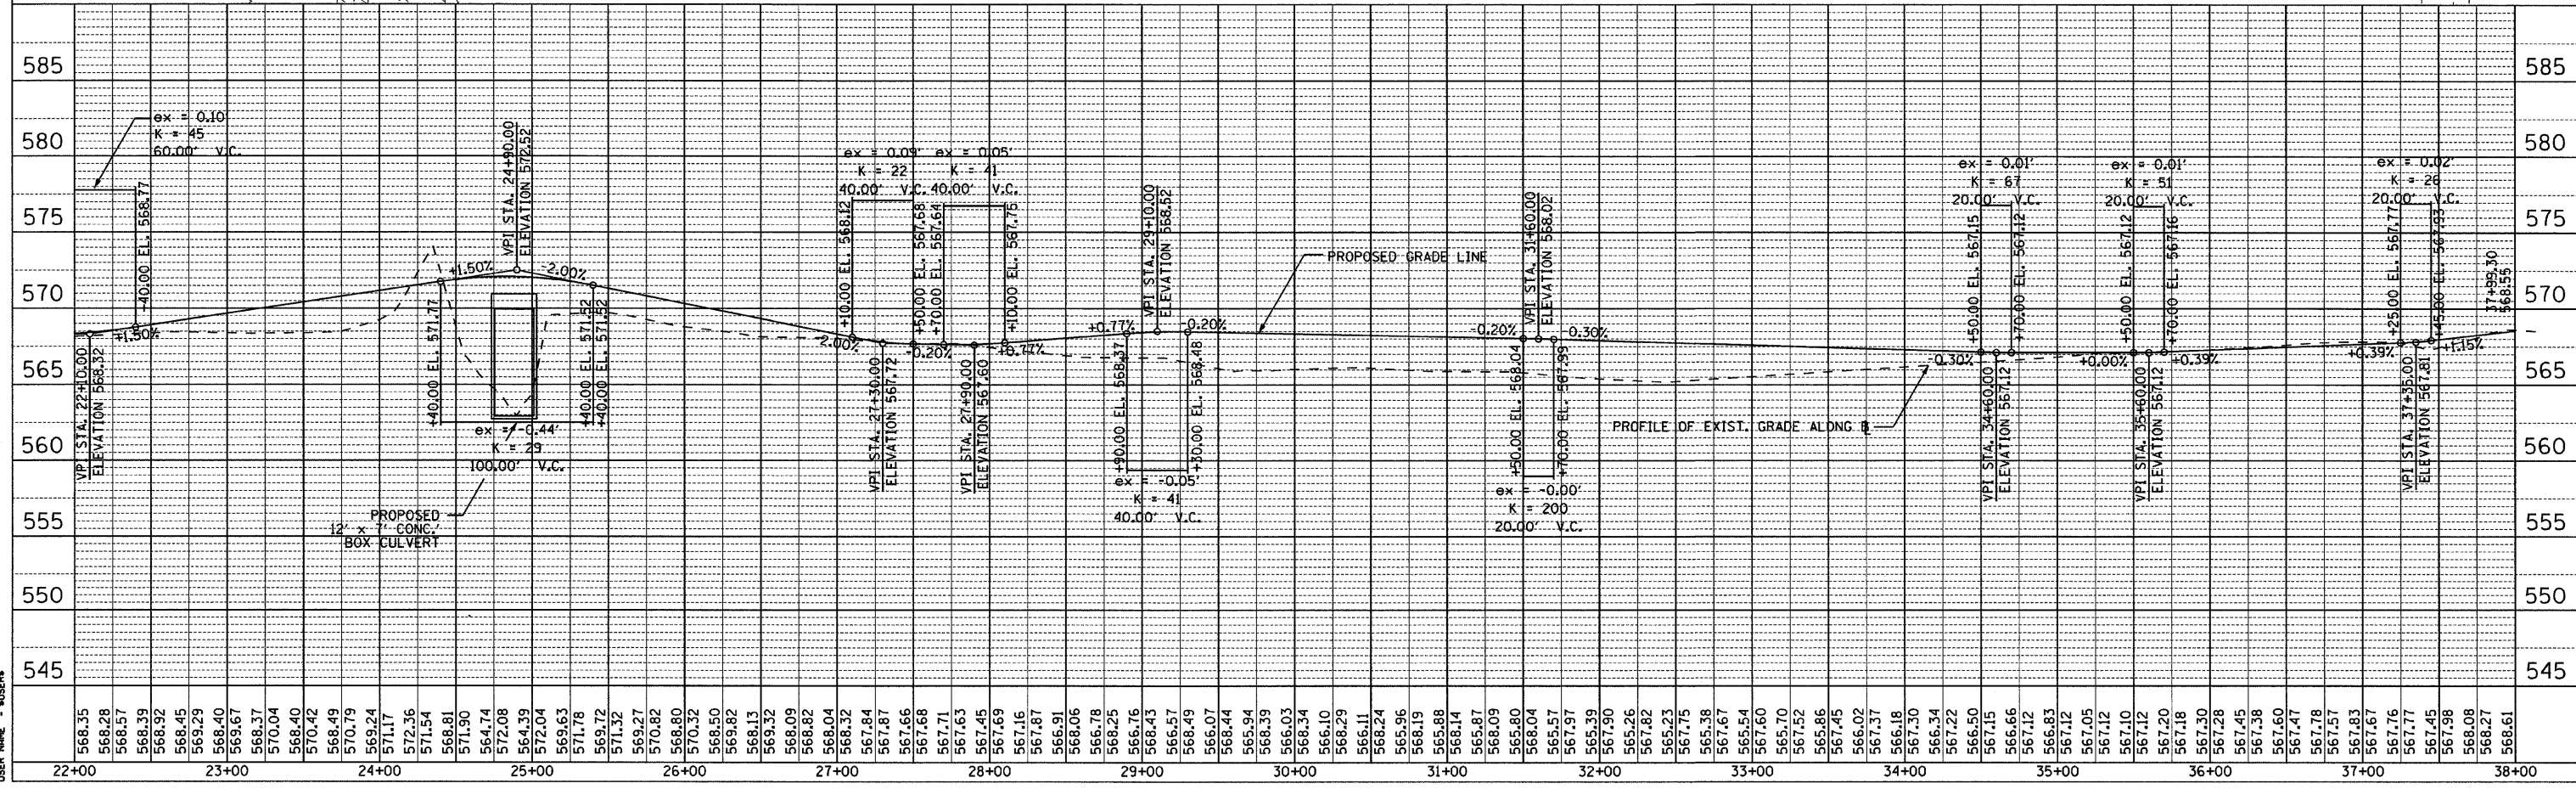 585
580
575
570
565
560
555
550
545
585
580
575
570
565
560
555
550
545
ex = 0.10'
K = 45
60.00' V.C.
+40.00 EL. 568.77
VPI STA. 22+10.00
ELEVATION 568.32
+1.50%
+40.00 EL. 571.77
+1.50%
VPI STA. 24+90.00
ELEVATION 572.52
-2.00%
+40.00 EL. 571.52
+40.00 EL. 571.52
ex = -0.44'
K = 29
100.00' V.C.
PROPOSED
12' x 7' CONC.
BOX CULVERT
ex = 0.09'
K = 22
40.00' V.C.
+10.00 EL. 568.12
-2.00%
VPI STA. 27+30.00
ELEVATION 567.72
+50.00 EL. 567.68
-0.20%
ex = 0.05'
K = 41
40.00' V.C.
+70.00 EL. 567.64
VPI STA. 27+90.00
ELEVATION 567.60
+10.00 EL. 567.75
+0.77%
+0.77%
+90.00 EL. 568.37
VPI STA. 29+10.00
ELEVATION 568.52
-0.20%
+30.00 EL. 568.48
ex = -0.05'
K = 41
40.00' V.C.
PROPOSED GRADE LINE
-0.20%
+50.00 EL. 568.04
VPI STA. 31+60.00
ELEVATION 568.02
-0.30%
+70.00 EL. 567.99
ex = -0.00'
K = 200
20.00' V.C.
PROFILE OF EXIST. GRADE ALONG
ex = 0.01'
K = 67
20.00' V.C.
+50.00 EL. 567.15
-0.30%
VPI STA. 34+60.00
ELEVATION 567.12
+70.00 EL. 567.12
ex = 0.01'
K = 51
20.00' V.C.
+50.00 EL. 567.12
+0.00%
VPI STA. 35+60.00
ELEVATION 567.12
+70.00 EL. 567.16
+0.39%
ex = 0.02'
K = 26
20.00' V.C.
+25.00 EL. 567.77
+0.39%
VPI STA. 37+35.00
ELEVATION 567.81
+45.00 EL. 567.93
+1.15%
37+99.30
568.55
568.35
568.28
568.57
568.39
568.92
568.45
569.29
568.40
569.67
568.37
570.04
568.40
570.42
568.49
570.79
569.24
571.17
572.36
571.54
568.81
571.90
564.74
572.08
564.39
572.04
569.63
571.78
569.72
571.32
569.27
570.82
568.80
570.32
568.50
569.82
568.13
569.32
568.09
568.82
568.04
568.32
567.84
567.87
567.66
567.68
567.71
567.63
567.45
567.69
567.16
567.87
566.91
568.06
566.78
568.25
566.76
568.43
566.57
568.49
566.07
568.44
565.94
568.39
566.03
568.34
566.10
568.29
566.11
568.24
565.96
568.19
565.88
568.14
565.87
568.09
565.80
568.04
565.57
567.97
565.39
567.90
565.26
567.82
565.23
567.75
565.38
567.67
565.54
567.60
565.70
567.52
565.86
567.45
566.02
567.37
566.18
567.30
566.34
567.22
566.50
567.15
566.66
567.12
566.83
567.12
567.05
567.12
567.10
567.12
567.20
567.18
567.30
567.28
567.45
567.38
567.60
567.47
567.78
567.57
567.83
567.67
567.76
567.77
567.45
567.98
568.08
568.27
568.61
22+00
23+00
24+00
25+00
26+00
27+00
28+00
29+00
30+00
31+00
32+00
33+00
34+00
35+00
36+00
37+00
38+00
USER NAME = $USER$